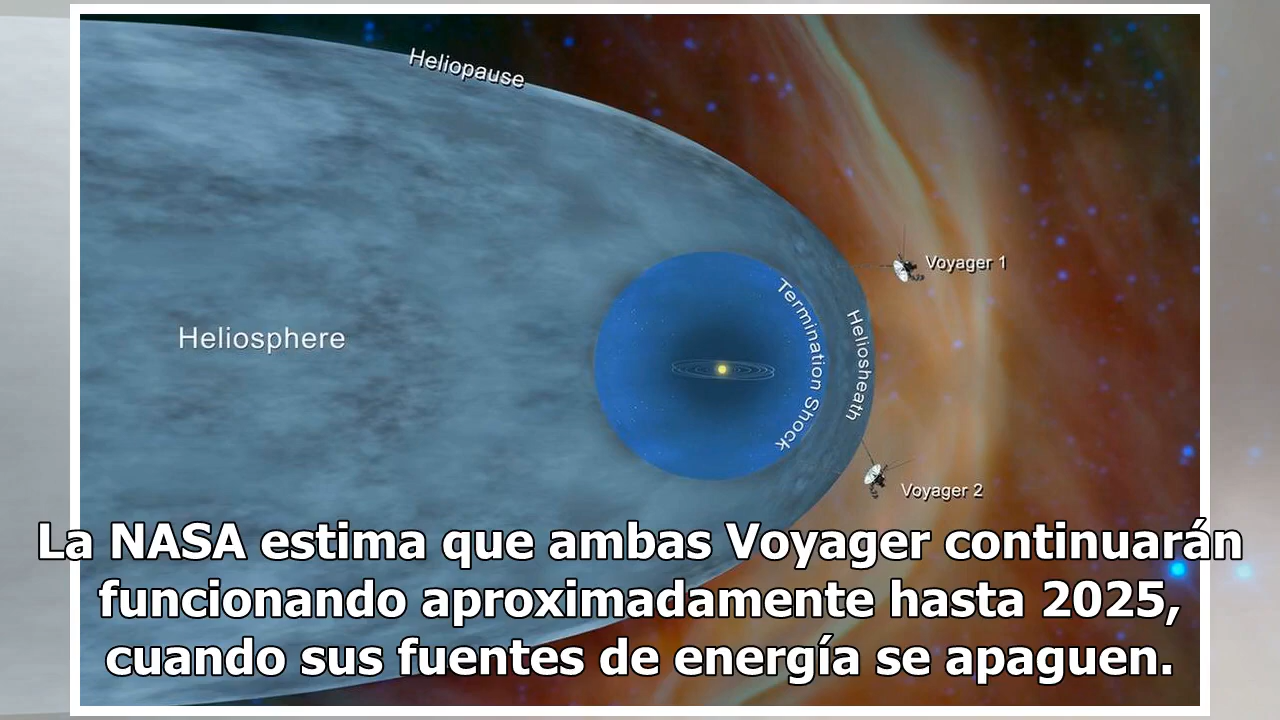 Heliopause
Voyager 1
Heliosphere
Termination Shock
Heliosheath
Voyager 2
La NASA estima que ambas Voyager continuarán
funcionando aproximadamente hasta 2025,
cuando sus fuentes de energía se apaguen.